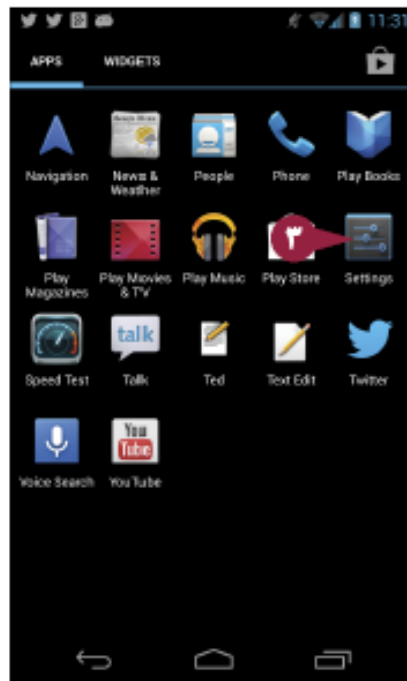 11:31
APPS WIDGETS
Navigation News & Weather People Phone Play Books
٣
Play Magazines Play Movies & TV Play Music Play Store Settings
talk
Speed Test Talk Ted Text Edit Twitter
You
Tube
Voice Search YouTube